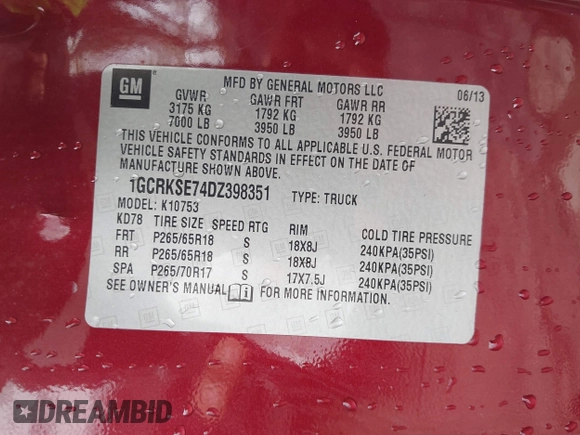 GM
MFD BY GENERAL MOTORS LLC
06/13
GVWR GAWR FRT GAWR RR
3175 KG 1792 KG 1792 KG
7000 LB 3950 LB 3950 LB
THIS VEHICLE CONFORMS TO ALL APPLICABLE U.S. FEDERAL MOTOR
VEHICLE SAFETY STANDARDS IN EFFECT ON THE DATE OF
MANUFACTURE SHOWN ABOVE.
1GCRKSE74DZ398351 TYPE: TRUCK
MODEL: K10753
KD78 TIRE SIZE SPEED RTG RIM COLD TIRE PRESSURE
FRT P265/65R18 S 18X8J 240KPA(35PSI)
RR P265/65R18 S 18X8J 240KPA(35PSI)
SPA P265/70R17 S 17X7.5J 240KPA(35PSI)
SEE OWNER'S MANUAL FOR MORE INFORMATION.
DREAMBID